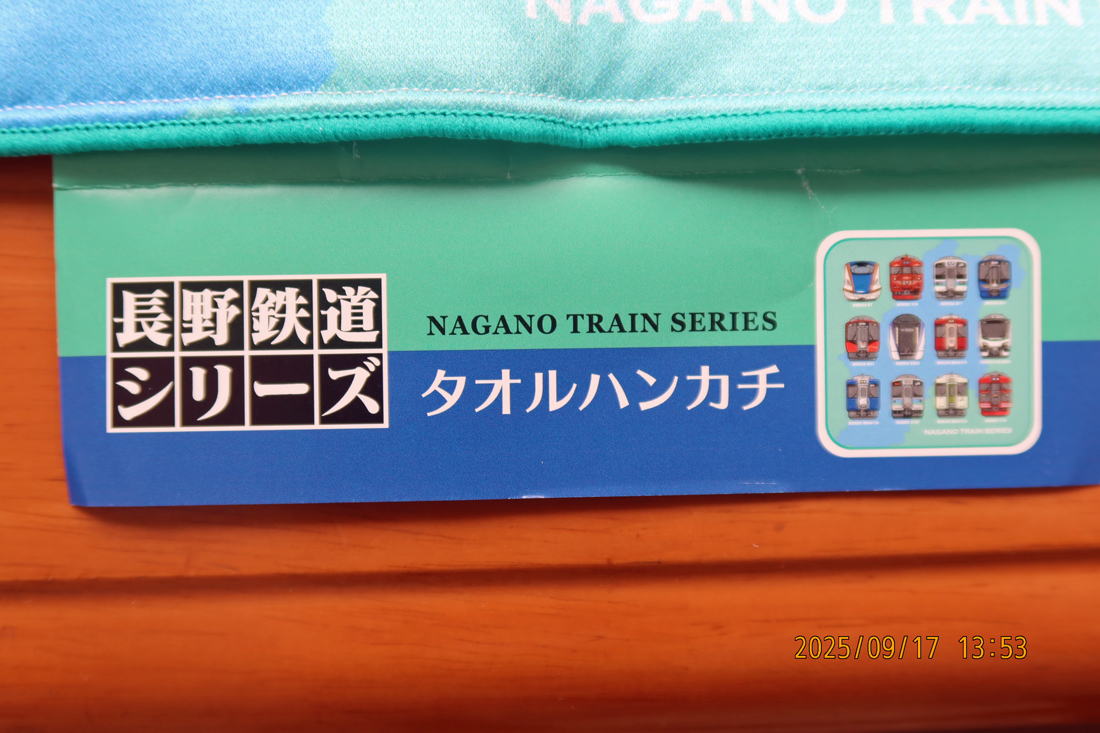 NAGANO TRAIN
長野鉄道
シリーズ
NAGANO TRAIN SERIES
タオルハンカチ
NAGANO TRAIN SERIES
2025/09/17 13:53